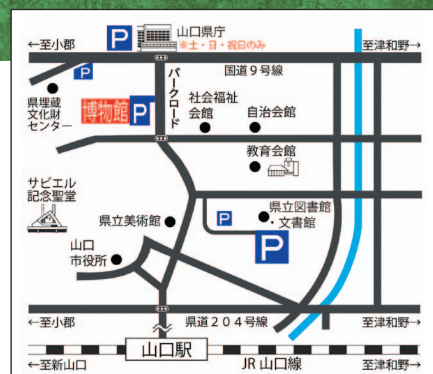 P
山口県庁
※土・日・祝日のみ
←至小郡
至津和野→
P
国道9号線
県埋蔵
文化財
センター
博物館
P
パークロード
社会福祉
会館
自治会館
教育会館
サビエル
記念聖堂
県立美術館
P
県立図書館
・文書館
P
山口
市役所
←至小郡
県道204号線
至津和野→
山口駅
←至新山口
JR山口線
至津和野→